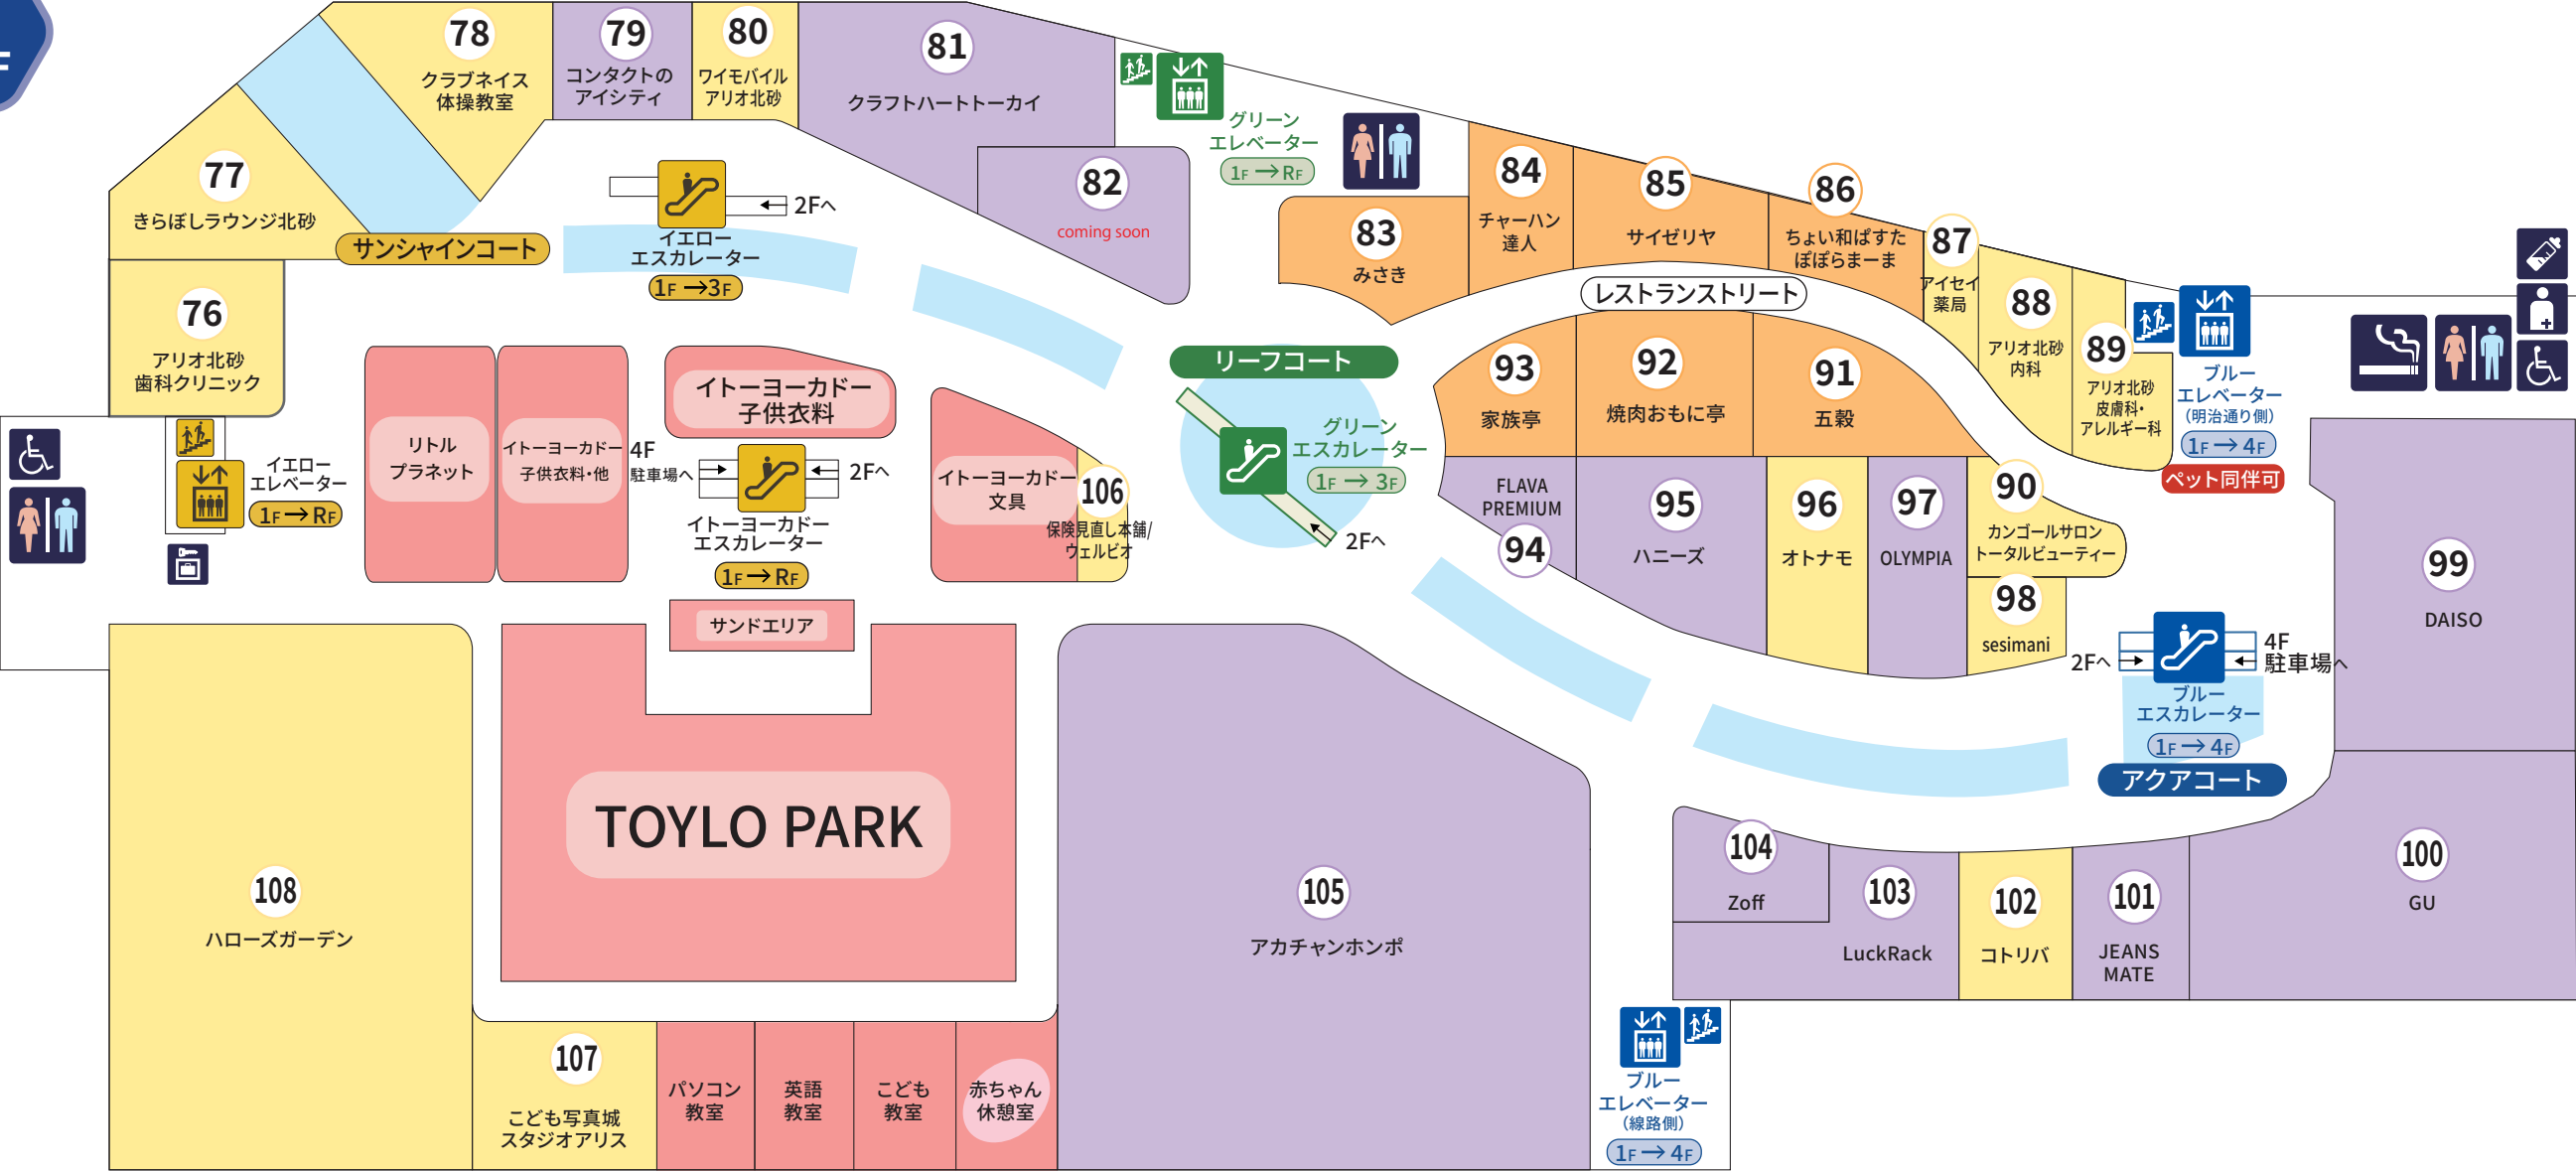 F
78
クラブネイス
体操教室
79
コンタクトの
アイシティ
80
ワイモバイル
アリオ北砂
81
クラフトハートトーカイ
82
coming soon
グリーン
エレベーター
1F→RF
77
きらぼしラウンジ北砂
サンシャインコート
2Fへ
イエロー
エスカレーター
1F→3F
83
みさき
84
チャーハン
達人
85
サイゼリヤ
86
ちょい和ぱすた
ぽぽらまーま
87
アイセイ
薬局
88
アリオ北砂
内科
89
アリオ北砂
皮膚科・
アレルギー科
ブルー
エレベーター
(明治通り側)
1F→4F
ペット同伴可
レストランストリート
76
アリオ北砂
歯科クリニック
イエロー
エレベーター
1F→RF
リトル
プラネット
イトーヨーカドー
子供衣料・他
イトーヨーカドー
子供衣料
4F
駐車場へ
2Fへ
イトーヨーカドー
エスカレーター
1F→RF
イトーヨーカドー
文具
106
保険見直し本舗/
ウェルビオ
リーフコート
グリーン
エスカレーター
1F→3F
2Fへ
93
家族亭
92
焼肉おもに亭
91
五穀
FLAVA
PREMIUM
94
95
ハニーズ
96
オトナモ
97
OLYMPIA
90
カンゴールサロン
トータルビューティー
98
sesimani
99
DAISO
2Fへ
4F
駐車場へ
ブルー
エスカレーター
1F→4F
アクアコート
サンドエリア
TOYLO PARK
108
ハローズガーデン
105
アカチャンホンポ
104
Zoff
103
LuckRack
102
コトリバ
101
JEANS
MATE
100
GU
107
こども写真城
スタジオアリス
パソコン
教室
英語
教室
こども
教室
赤ちゃん
休憩室
ブルー
エレベーター
(線路側)
1F→4F